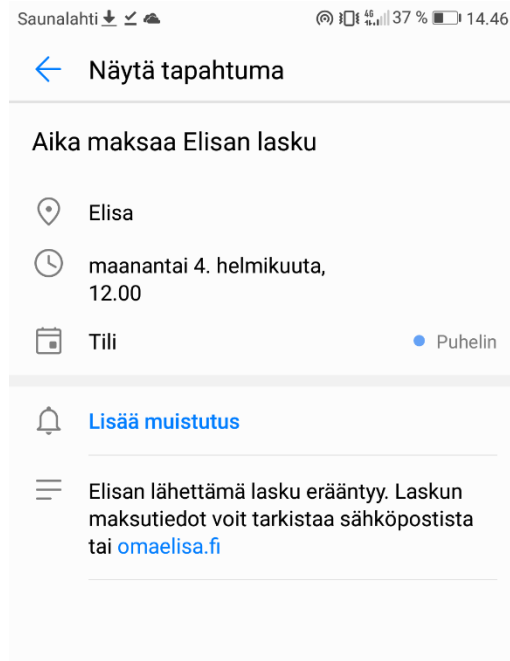 Saunalahti 4G 37 % 14.46
Näytä tapahtuma
Aika maksaa Elisan lasku
Elisa
maanantai 4. helmikuuta,
12.00
Tili Puhelin
Lisää muistutus
Elisan lähettämä lasku erääntyy. Laskun
maksutiedot voit tarkistaa sähköpostista
tai omaelisa.fi